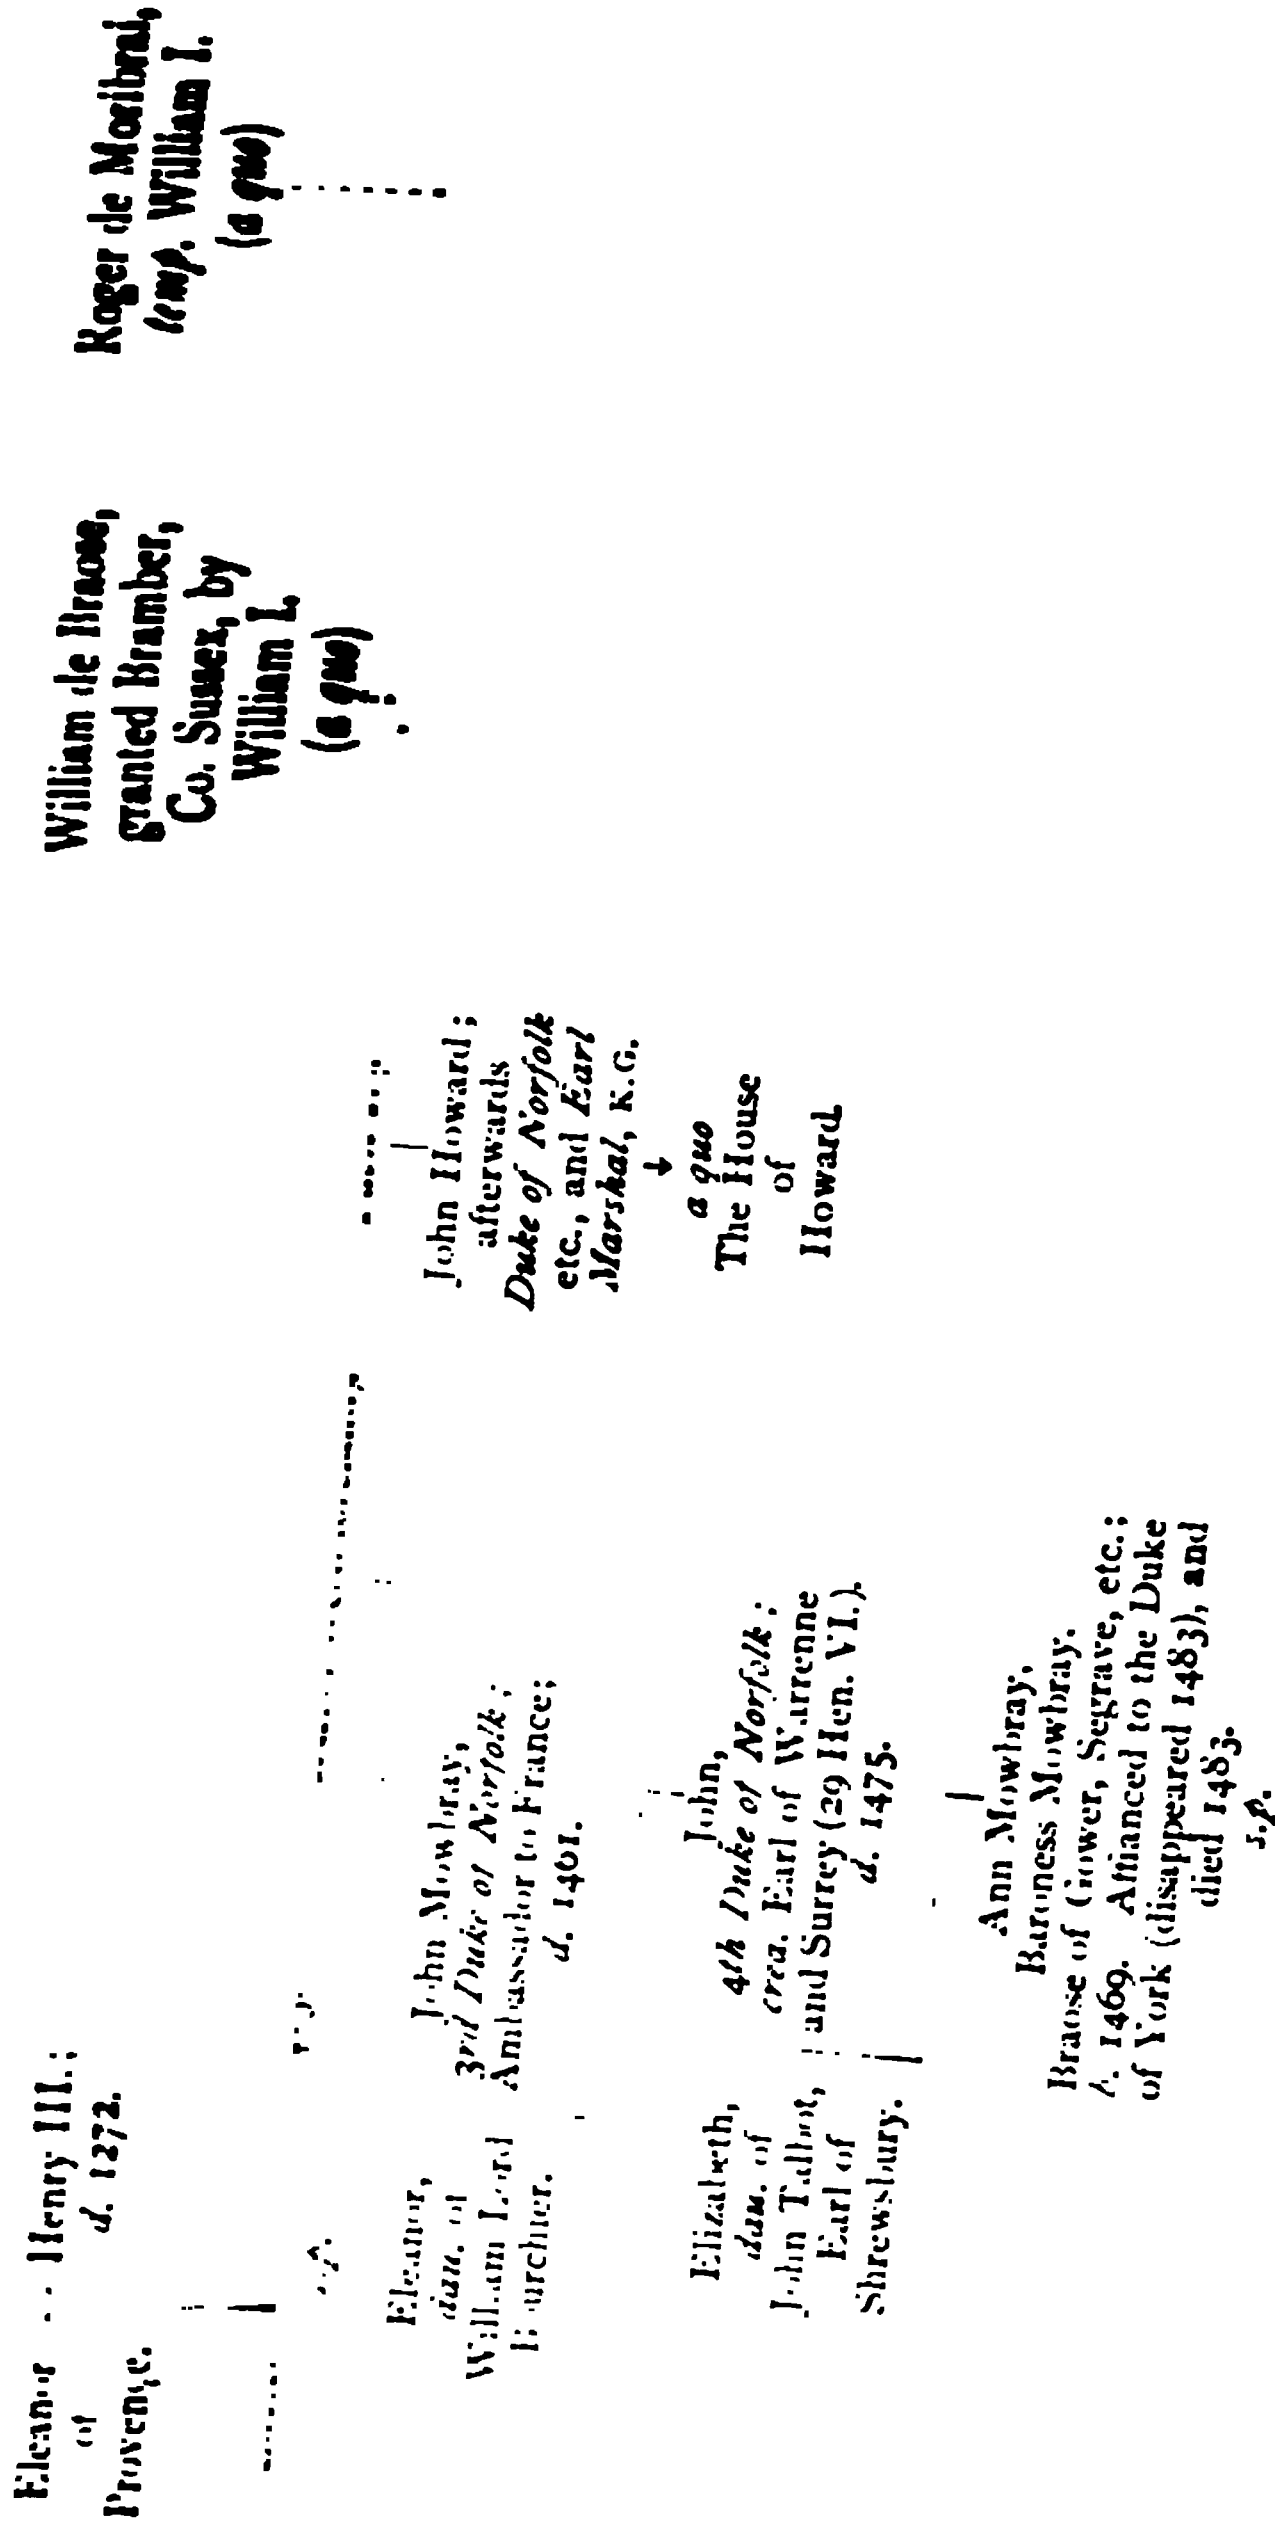 Eleanor
of
Provence.
Henry III.;
d. 1272.
William de Braose,
granted Bramber,
Co. Sussex, by
William I.
(a quo)
Roger de Moribrai,
temp. William I.
(a quo)
s.p.
Eleanor,
dau. of
William Lord
Bourchier.
John Mowbray,
3rd Duke of Norfolk;
Ambassador to France;
d. 1461.
John Howard;
afterwards
Duke of Norfolk
etc., and Earl
Marshal, K.G.
a quo
The House
of
Howard.
Elizabeth,
dau. of
John Talbot,
Earl of
Shrewsbury.
John,
4th Duke of Norfolk;
crea. Earl of Warrenne
and Surrey (29 Hen. VI.).
d. 1475.
Ann Mowbray,
Baroness Mowbray.
Braose of Gower, Segrave, etc.;
b. 1469. Affianced to the Duke
of York (disappeared 1483), and
died 1483.
s.p.